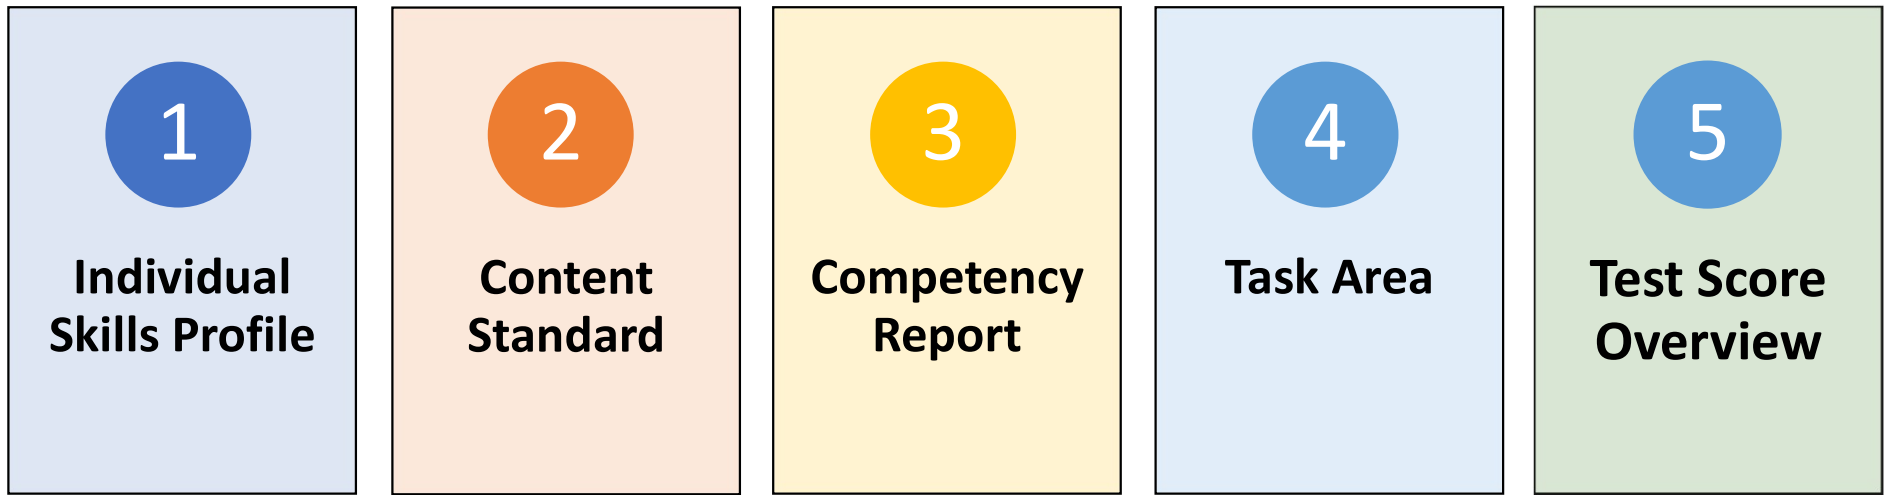 1
Individual
Skills Profile
2
Content
Standard
3
Competency
Report
4
Task Area
5
Test Score
Overview